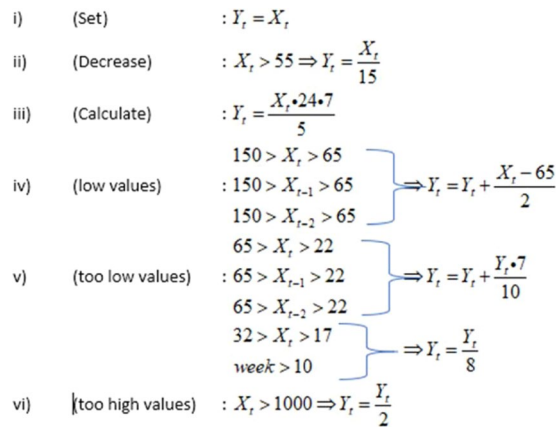 i) (Set) : Y_t = X_t
ii) (Decrease) : X_t > 55 ⇒ Y_t = X_t / 15
iii) (Calculate) : Y_t = X_t•24•7 / 5
150 > X_t > 65
iv) (low values) : 150 > X_{t-1} > 65 ⇒ Y_t = Y_t + (X_t − 65) / 2
150 > X_{t-2} > 65
65 > X_t > 22
v) (too low values) : 65 > X_{t-1} > 22 ⇒ Y_t = Y_t + Y_t•7 / 10
65 > X_{t-2} > 22
32 > X_t > 17
week > 10 ⇒ Y_t = Y_t / 8
vi) (too high values) : X_t > 1000 ⇒ Y_t = Y_t / 2